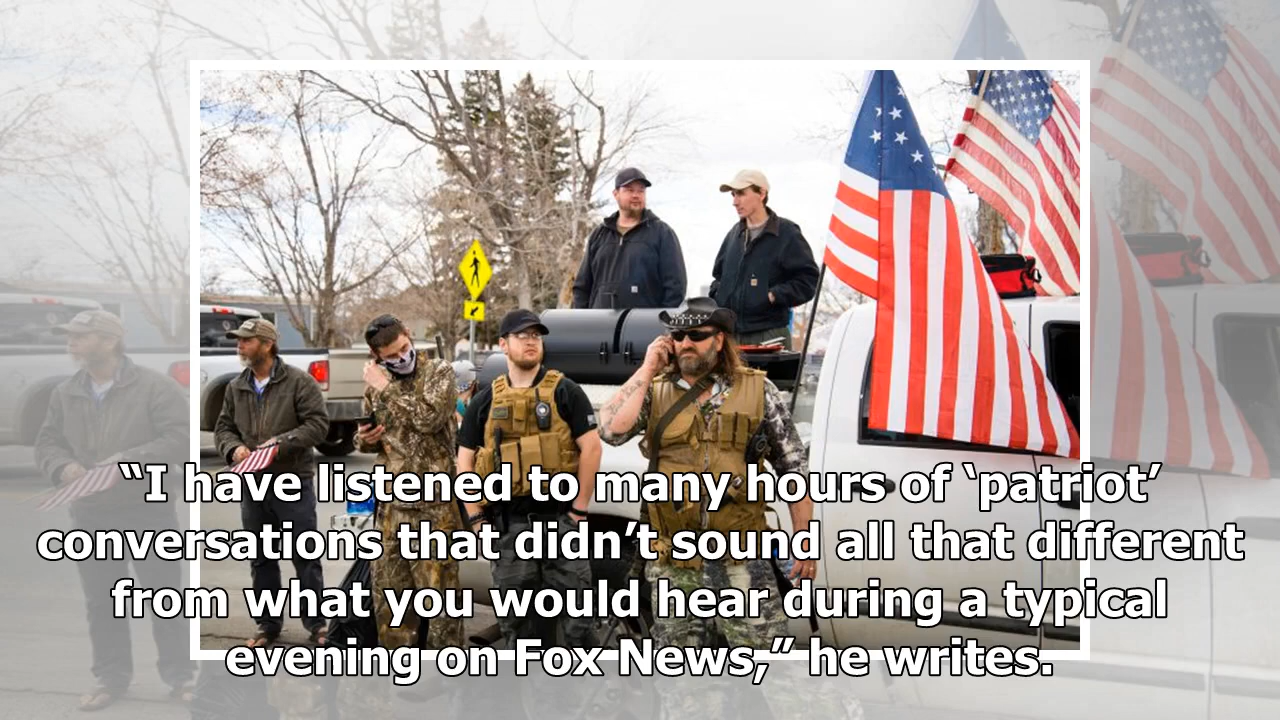 “I have listened to many hours of ‘patriot’
conversations that didn’t sound all that different
from what you would hear during a typical
evening on Fox News,” he writes.